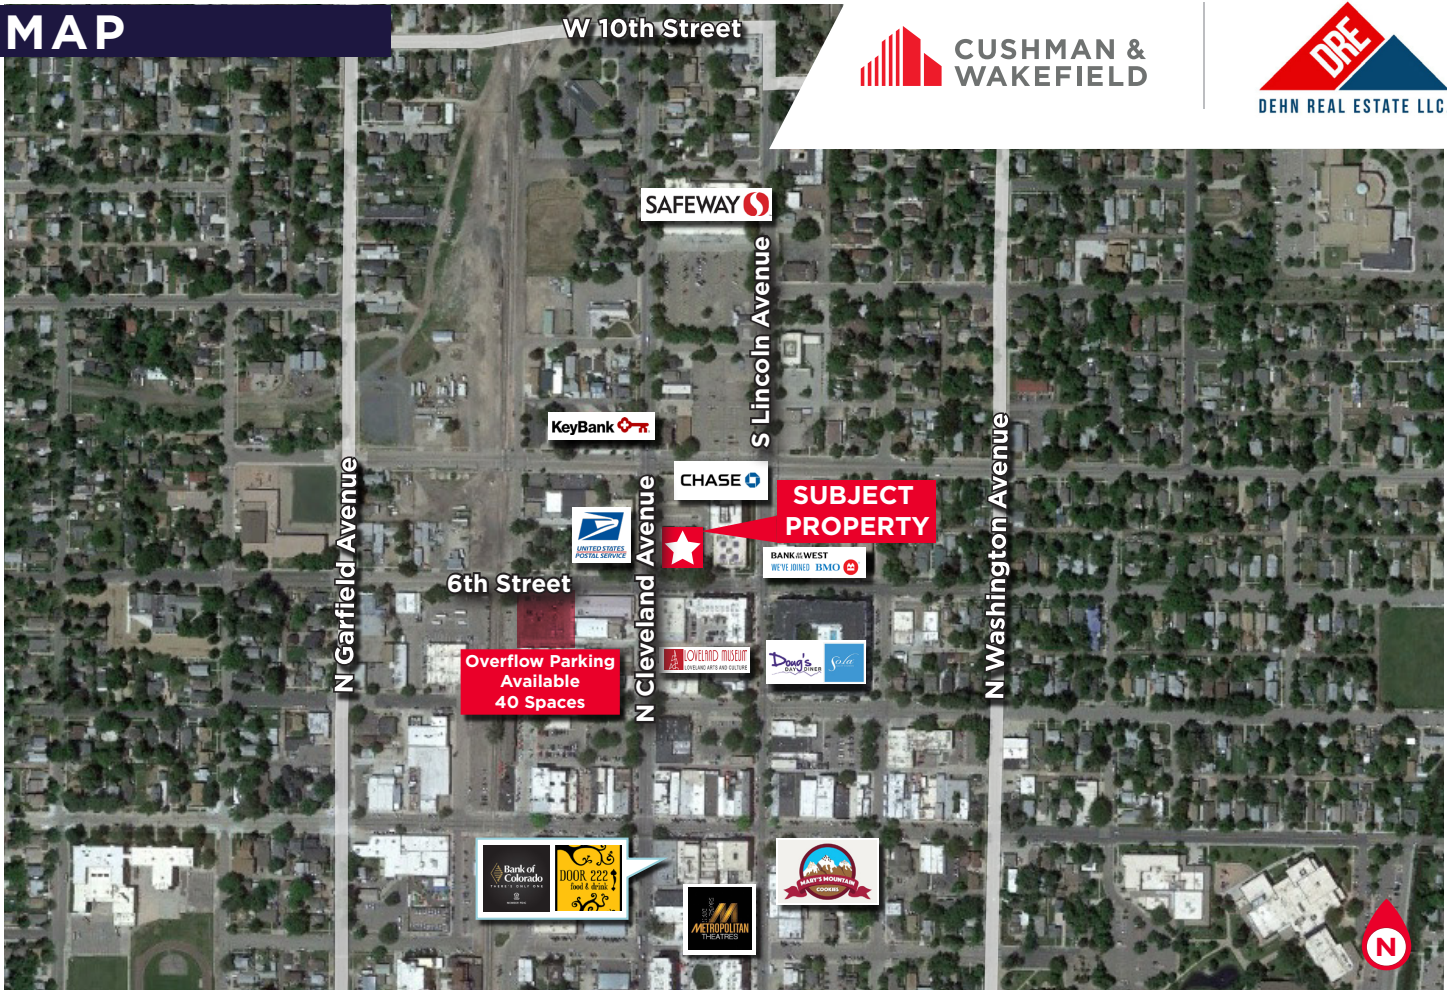 MAP
W 10th Street
CUSHMAN &
WAKEFIELD
DRE
DEHN REAL ESTATE LLC
SAFEWAY
S Lincoln Avenue
KeyBank
CHASE
SUBJECT
PROPERTY
UNITED STATES
POSTAL SERVICE
BANK OF THE WEST
WE'VE JOINED BMO
N Garfield Avenue
N Cleveland Avenue
N Washington Avenue
6th Street
Overflow Parking
Available
40 Spaces
LOVELAND MUSEUM
LOVELAND ARTS AND CULTURE
Doug's
DAY DINER
Sola
Bank of
Colorado
THERE'S ONLY ONE
DOOR 222
food & drink
METROPOLITAN
THEATRES
MARY'S MOUNTAIN
COOKIES
N